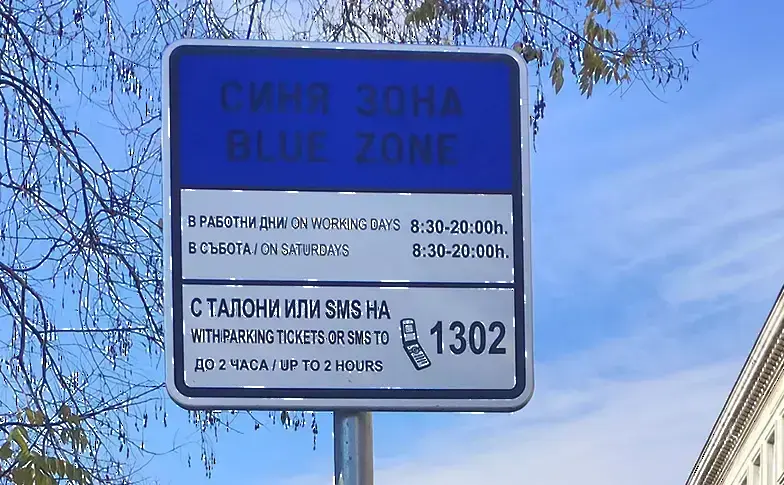 СИНЯ ЗОНА
BLUE ZONE
В РАБОТНИ ДНИ/ ON WORKING DAYS 8:30-20:00h.
В СЪБОТА / ON SATURDAYS 8:30-20:00h.
С ТАЛОНИ ИЛИ SMS НА
WITH PARKING TICKETS OR SMS TO 1302
ДО 2 ЧАСА / UP TO 2 HOURS